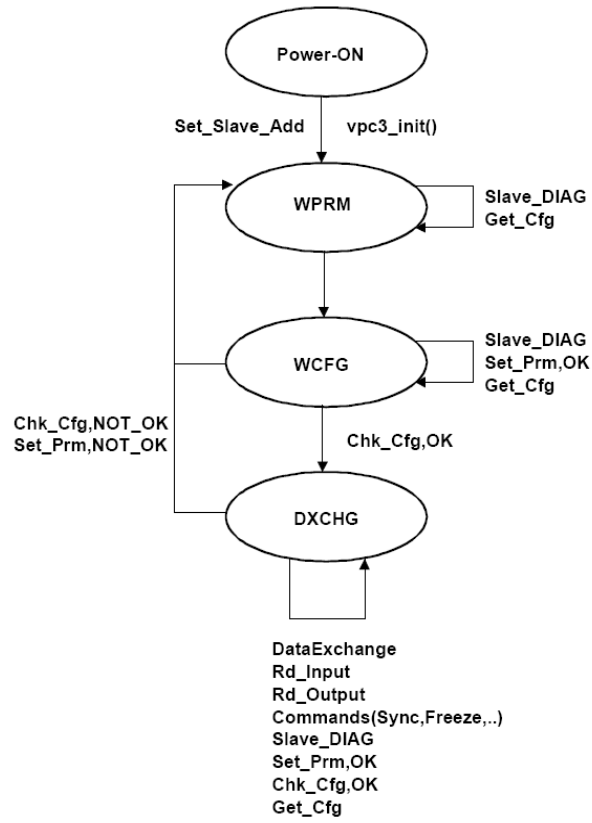 Power-ON
Set_Slave_Add vpc3_init()
WPRM
Slave_DIAG
Get_Cfg
WCFG
Slave_DIAG
Set_Prm,OK
Get_Cfg
Chk_Cfg,NOT_OK
Set_Prm,NOT_OK
Chk_Cfg,OK
DXCHG
DataExchange
Rd_Input
Rd_Output
Commands(Sync,Freeze,..)
Slave_DIAG
Set_Prm,OK
Chk_Cfg,OK
Get_Cfg